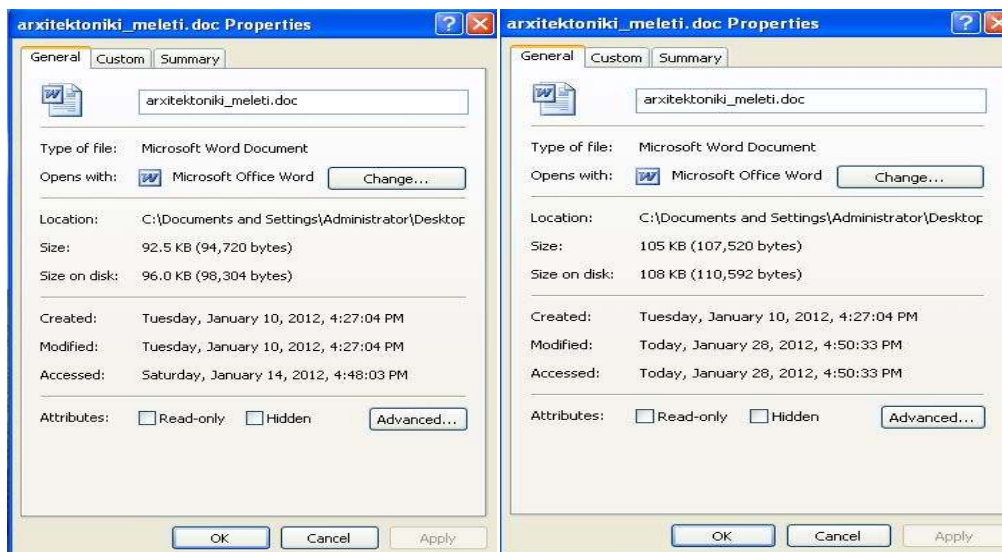 arxitektoniki_meleti.doc Properties
General Custom Summary
arxitektoniki_meleti.doc
Type of file: Microsoft Word Document
Opens with: Microsoft Office Word Change...
Location: C:\Documents and Settings\Administrator\Desktop
Size: 92.5 KB (94,720 bytes)
Size on disk: 96.0 KB (98,304 bytes)
Created: Tuesday, January 10, 2012, 4:27:04 PM
Modified: Tuesday, January 10, 2012, 4:27:04 PM
Accessed: Saturday, January 14, 2012, 4:48:03 PM
Attributes: Read-only Hidden Advanced...
OK Cancel Apply
arxitektoniki_meleti.doc Properties
General Custom Summary
arxitektoniki_meleti.doc
Type of file: Microsoft Word Document
Opens with: Microsoft Office Word Change...
Location: C:\Documents and Settings\Administrator\Desktop
Size: 105 KB (107,520 bytes)
Size on disk: 108 KB (110,592 bytes)
Created: Tuesday, January 10, 2012, 4:27:04 PM
Modified: Today, January 28, 2012, 4:50:33 PM
Accessed: Today, January 28, 2012, 4:50:33 PM
Attributes: Read-only Hidden Advanced...
OK Cancel Apply